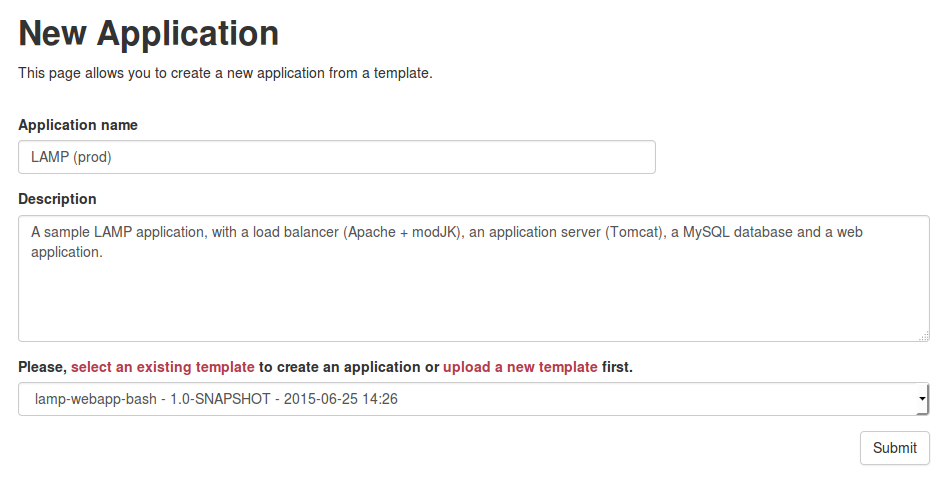 New Application
This page allows you to create a new application from a template.
Application name
LAMP (prod)
Description
A sample LAMP application, with a load balancer (Apache + modJK), an application server (Tomcat), a MySQL database and a web
application.
Please, select an existing template to create an application or upload a new template first.
lamp-webapp-bash - 1.0-SNAPSHOT - 2015-06-25 14:26
Submit